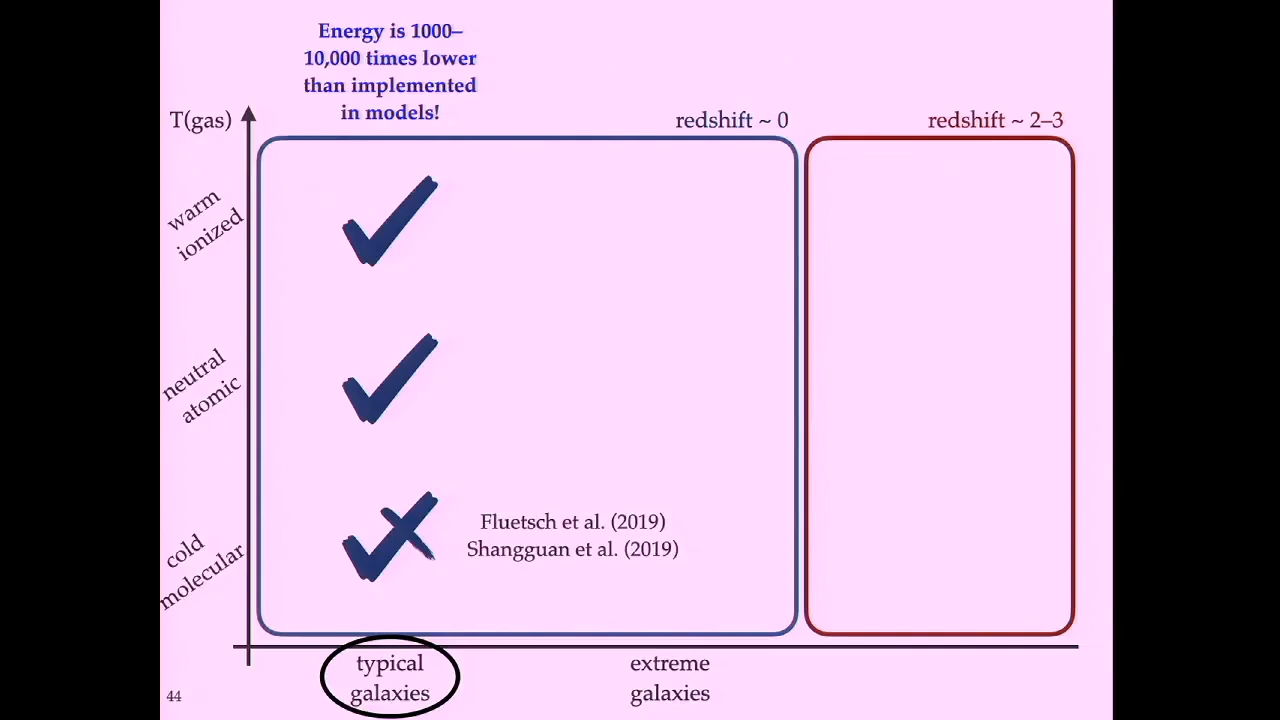 Energy is 1000–
10,000 times lower
than implemented
in models!
T(gas)
redshift ~ 0
redshift ~ 2–3
warm
ionized
neutral
atomic
cold
molecular
Fluetsch et al. (2019)
Shangguan et al. (2019)
typical
galaxies
extreme
galaxies
44